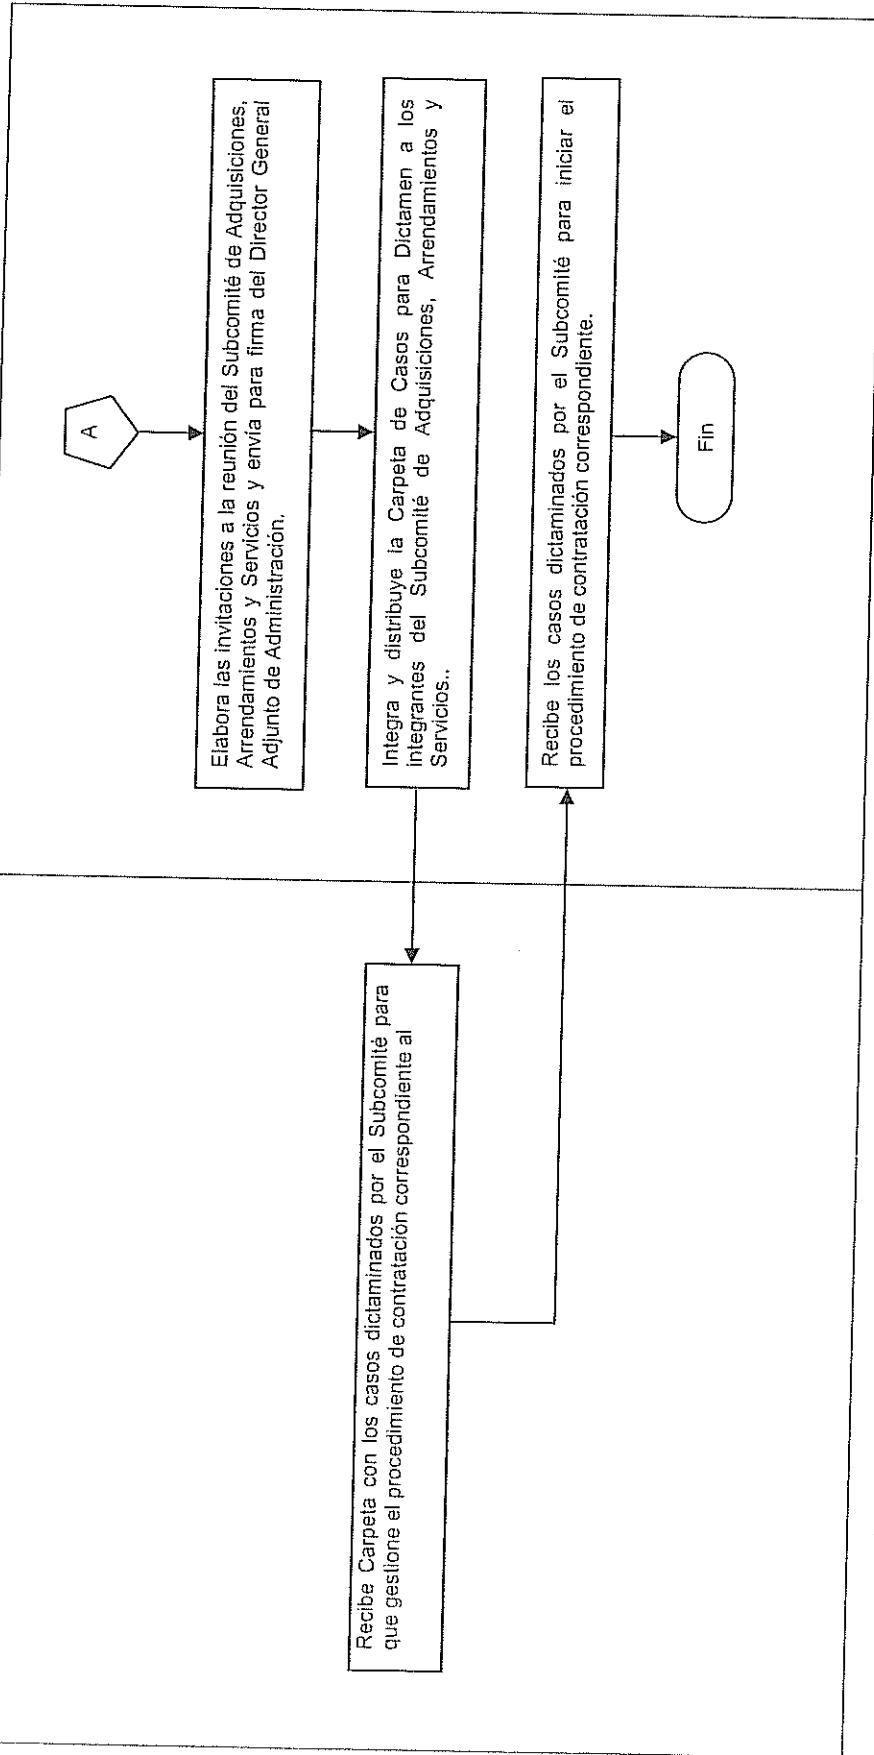 A
Elabora las invitaciones a la reunión del Subcomité de Adquisiciones,
Arrendamientos y Servicios y envía para firma del Director General
Adjunto de Administración.
Integra y distribuye la Carpeta de Casos para Dictamen a los
integrantes del Subcomité de Adquisiciones, Arrendamientos y
Servicios..
Recibe Carpeta con los casos dictaminados por el Subcomité para
que gestione el procedimiento de contratación correspondiente al
Recibe los casos dictaminados por el Subcomité para iniciar el
procedimiento de contratación correspondiente.
Fin